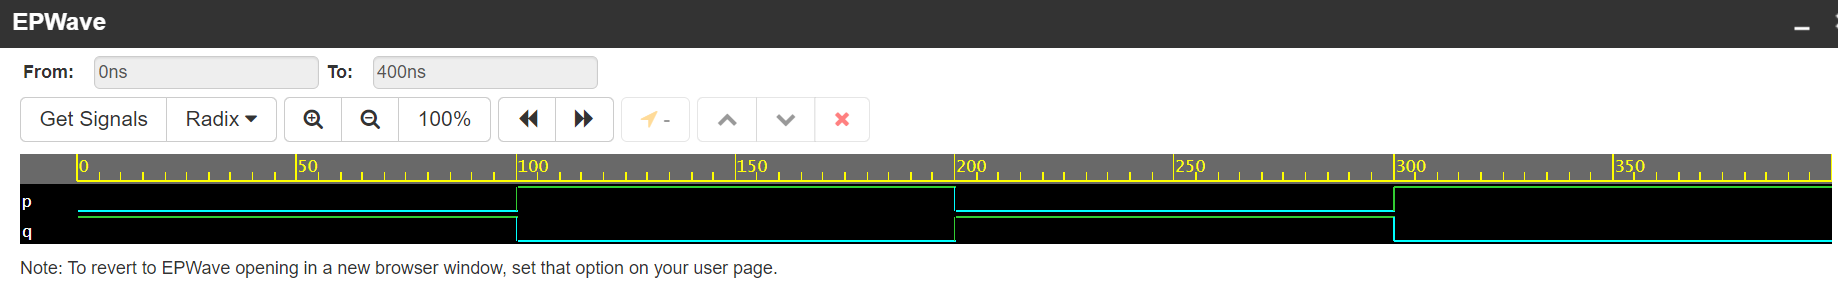 EPWave
From: 0ns To: 400ns
Get Signals Radix 100% -
0 50 100 150 200 250 300 350
p
q
Note: To revert to EPWave opening in a new browser window, set that option on your user page.